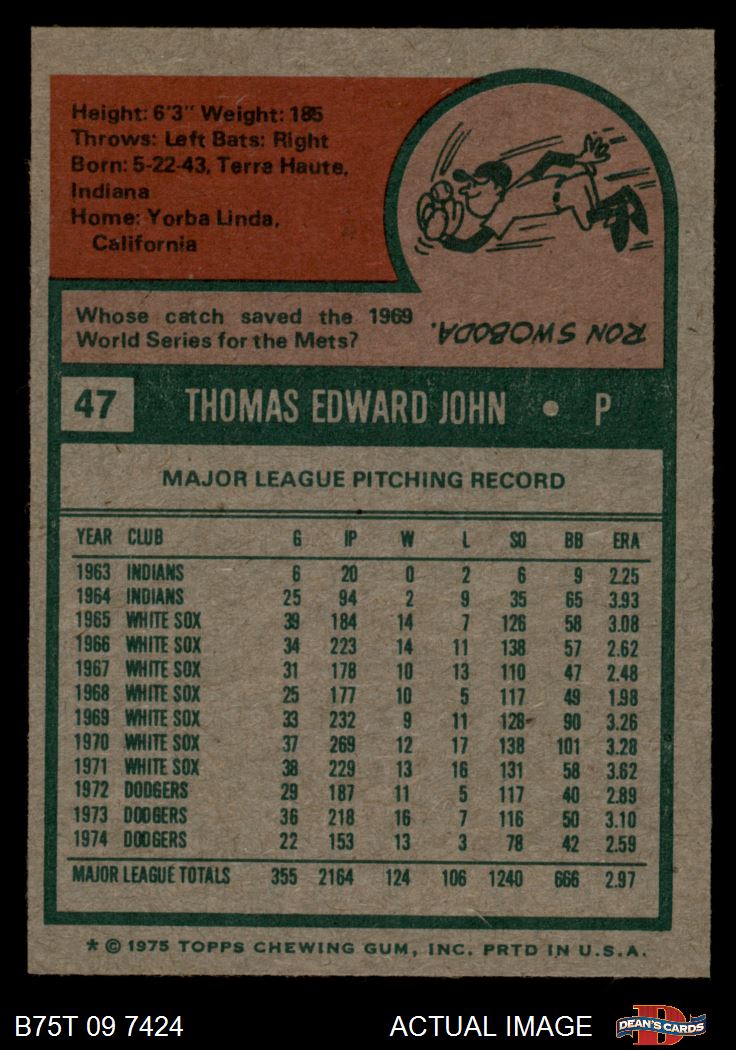 Height: 6'3" Weight: 185
Throws: Left Bats: Right
Born: 5-22-43, Terra Haute,
Indiana
Home: Yorba Linda,
California
Whose catch saved the 1969
World Series for the Mets?
RON SWOBODA.
47 THOMAS EDWARD JOHN • P
MAJOR LEAGUE PITCHING RECORD
YEAR CLUB G IP W L SO BB ERA
1963 INDIANS 6 20 0 2 6 9 2.25
1964 INDIANS 25 94 2 9 35 65 3.93
1965 WHITE SOX 39 184 14 7 126 58 3.08
1966 WHITE SOX 34 223 14 11 138 57 2.62
1967 WHITE SOX 31 178 10 13 110 47 2.48
1968 WHITE SOX 25 177 10 5 117 49 1.98
1969 WHITE SOX 33 232 9 11 128 90 3.26
1970 WHITE SOX 37 269 12 17 138 101 3.28
1971 WHITE SOX 38 229 13 16 131 58 3.62
1972 DODGERS 29 187 11 5 117 40 2.89
1973 DODGERS 36 218 16 7 116 50 3.10
1974 DODGERS 22 153 13 3 78 42 2.59
MAJOR LEAGUE TOTALS 355 2164 124 106 1240 666 2.97
* © 1975 TOPPS CHEWING GUM, INC. PRTD IN U.S.A.
B75T 09 7424 ACTUAL IMAGE D DEAN'S CARDS